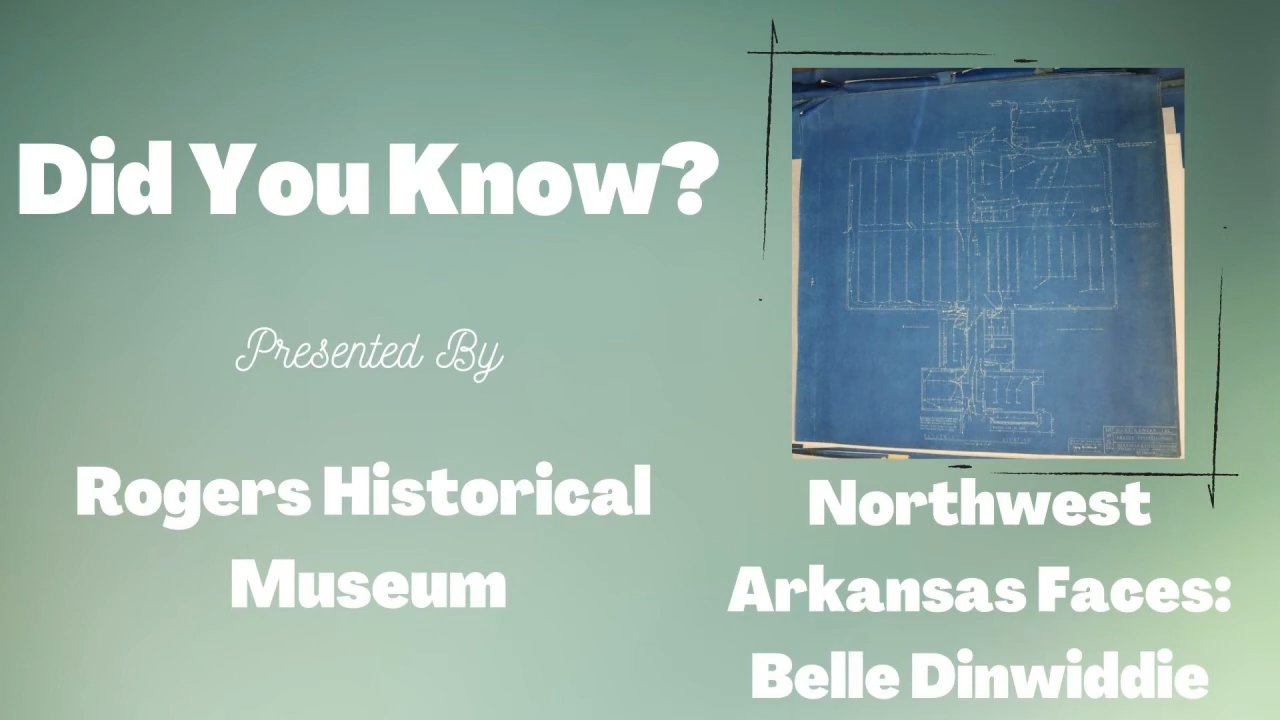 Did You Know?
Presented By
Rogers Historical
Museum
Northwest
Arkansas Faces:
Belle Dinwiddie